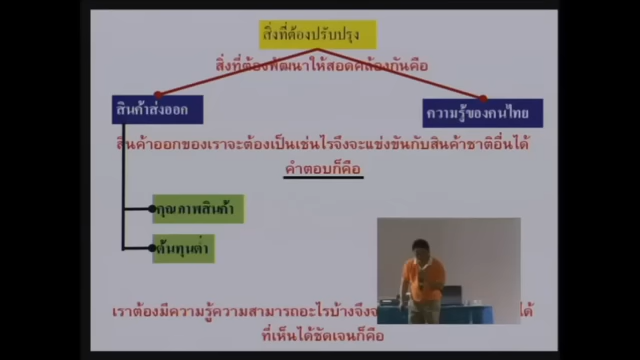 สิ่งที่ต้องปรับปรุง
สิ่งที่ต้องพัฒนาให้สอดคล้องกันคือ
สินค้าส่งออก
ความรู้ของคนไทย
สินค้าออกของเราจะต้องเป็นเช่นไรจึงจะแข่งขันกับสินค้าชาติอื่นได้
คำตอบก็คือ
คุณภาพสินค้า
ต้นทุนต่ำ
เราต้องมีความรู้ความสามารถอะไรบ้างจึงจ ได้
ที่เห็นได้ชัดเจนก็คือ